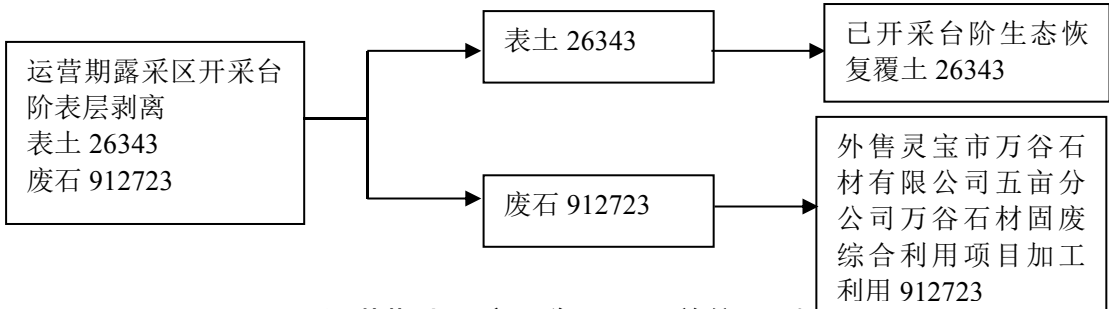 运营期露采区开采台
阶表层剥离
表土 26343
废石 912723
表土 26343
已开采台阶生态恢
复覆土 26343
废石 912723
外售灵宝市万谷石
材有限公司五亩分
公司万谷石材固废
综合利用项目加工
利用 912723